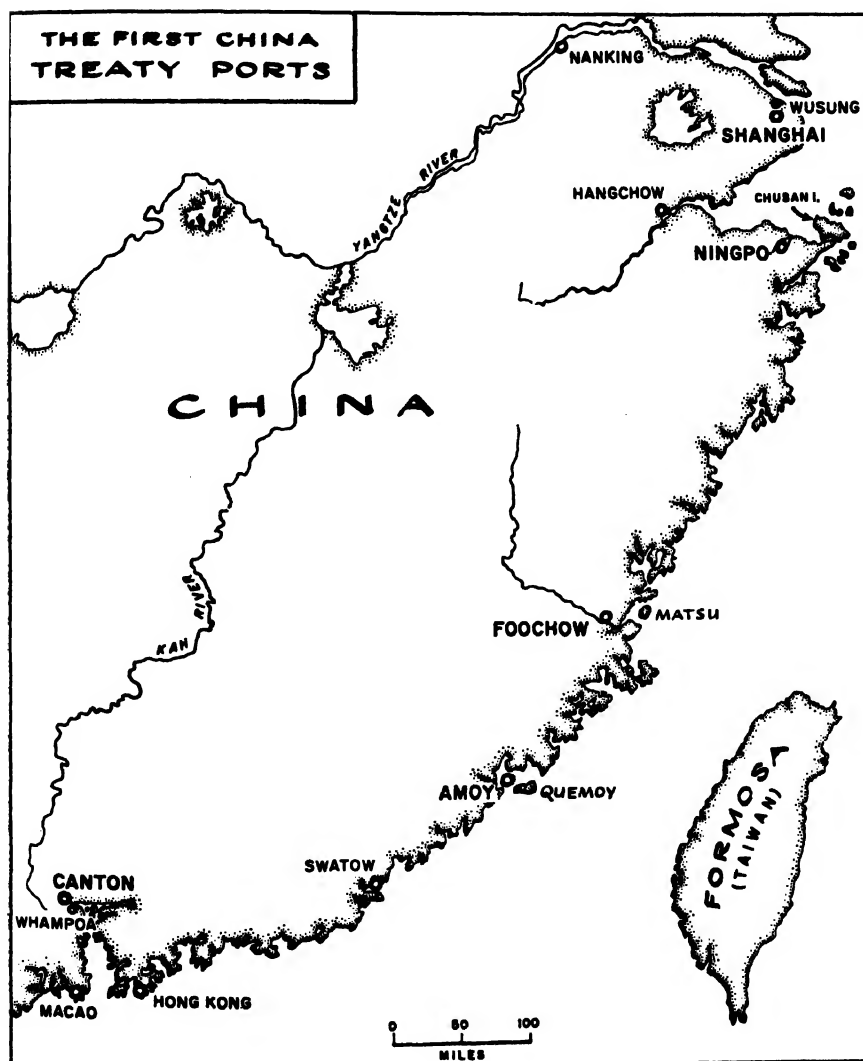 THE FIRST CHINA
TREATY PORTS
NANKING
WUSUNG
SHANGHAI
YANGTZE RIVER
HANGCHOW
CHUSAN I.
NINGPO
CHINA
KAN RIVER
FOOCHOW
MATSU
AMOY
QUEMOY
FORMOSA
(TAIWAN)
SWATOW
CANTON
WHAMPOA
MACAO
HONG KONG
0 50 100
MILES